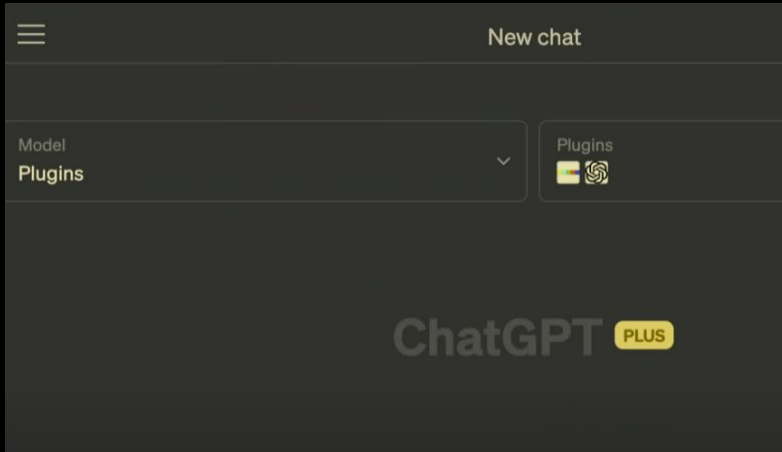 New chat
Model
Plugins
Plugins
ChatGPT PLUS